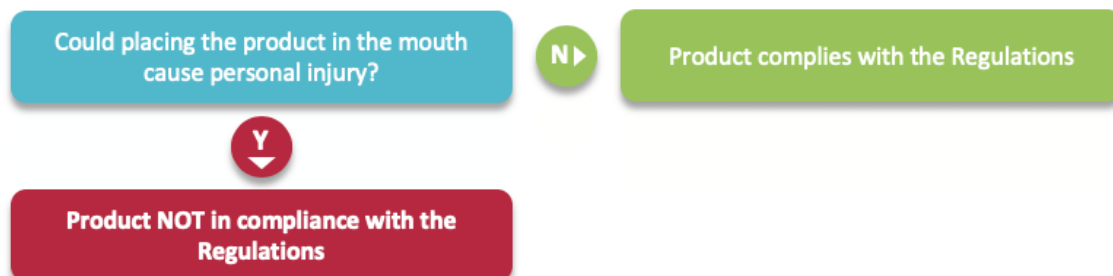 Could placing the product in the mouth
cause personal injury?
N
Product complies with the Regulations
Y
Product NOT in compliance with the
Regulations